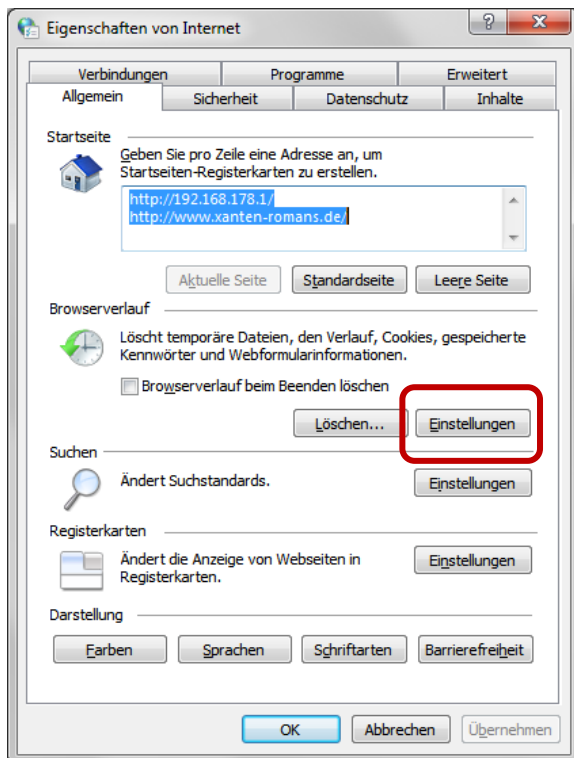 Eigenschaften von Internet
Verbindungen Programme Erweitert
Allgemein Sicherheit Datenschutz Inhalte
Startseite
Geben Sie pro Zeile eine Adresse an, um
Startseiten-Registerkarten zu erstellen.
http://192.168.178.1/
http://www.xanten-romans.de/
Aktuelle Seite Standardseite Leere Seite
Browserverlauf
Löscht temporäre Dateien, den Verlauf, Cookies, gespeicherte
Kennwörter und Webformularinformationen.
Browserverlauf beim Beenden löschen
Löschen... Einstellungen
Suchen
Ändert Suchstandards.
Einstellungen
Registerkarten
Ändert die Anzeige von Webseiten in
Registerkarten.
Einstellungen
Darstellung
Farben Sprachen Schriftarten Barrierefreiheit
OK Abbrechen Übernehmen